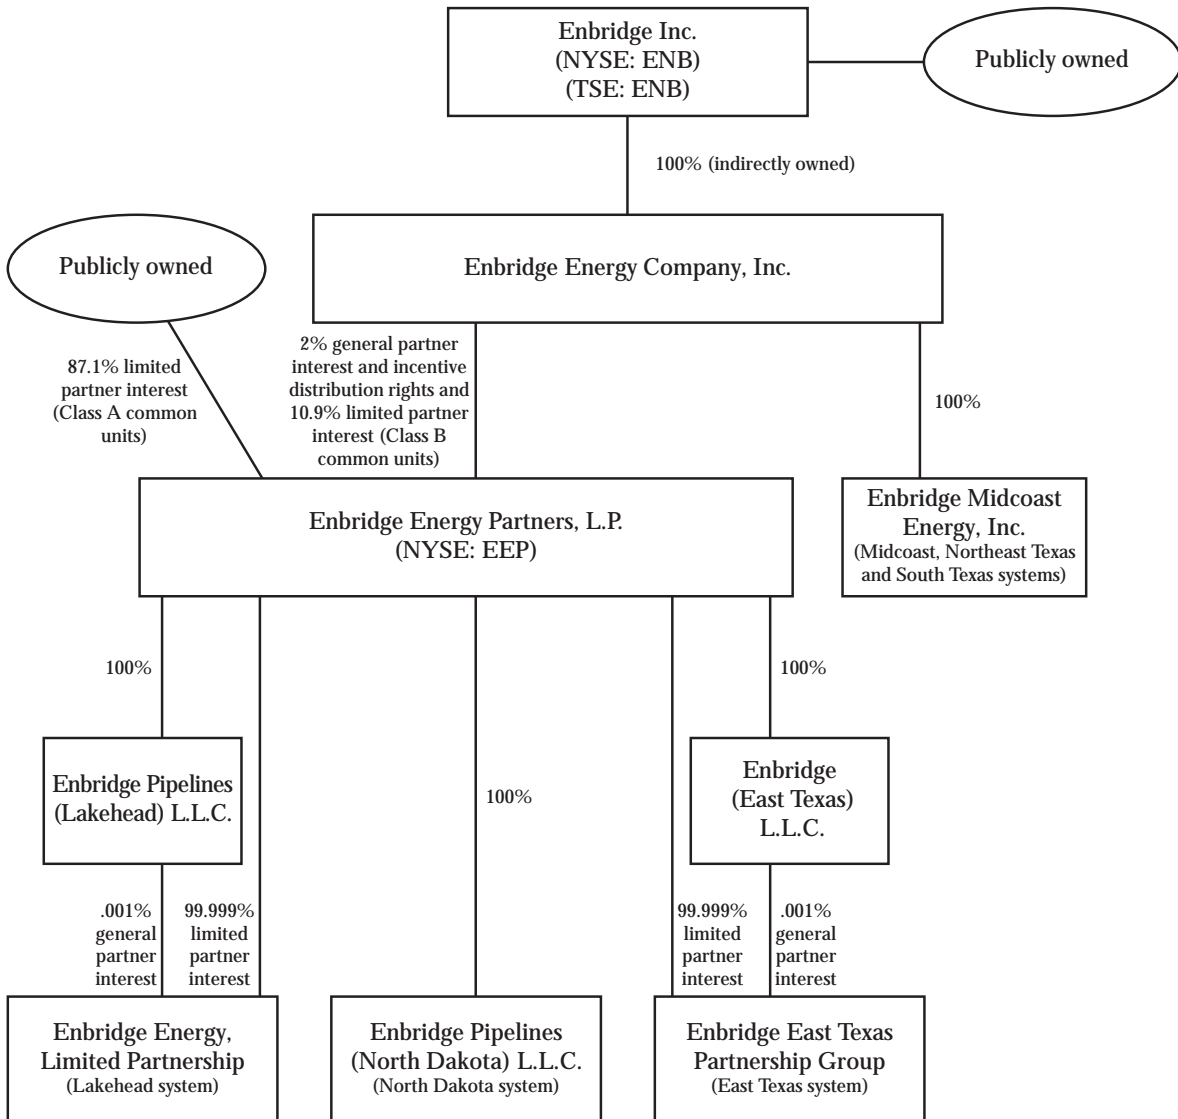 Enbridge Inc.
(NYSE: ENB)
(TSE: ENB)
Publicly owned
100% (indirectly owned)
Publicly owned
Enbridge Energy Company, Inc.
87.1% limited
partner interest
(Class A common
units)
2% general partner
interest and incentive
distribution rights and
10.9% limited partner
interest (Class B
common units)
100%
Enbridge Energy Partners, L.P.
(NYSE: EEP)
Enbridge Midcoast
Energy, Inc.
(Midcoast, Northeast Texas
and South Texas systems)
100%
100%
Enbridge Pipelines
(Lakehead) L.L.C.
100%
Enbridge
(East Texas)
L.L.C.
.001%
general
partner
interest
99.999%
limited
partner
interest
99.999%
limited
partner
interest
.001%
general
partner
interest
Enbridge Energy,
Limited Partnership
(Lakehead system)
Enbridge Pipelines
(North Dakota) L.L.C.
(North Dakota system)
Enbridge East Texas
Partnership Group
(East Texas system)